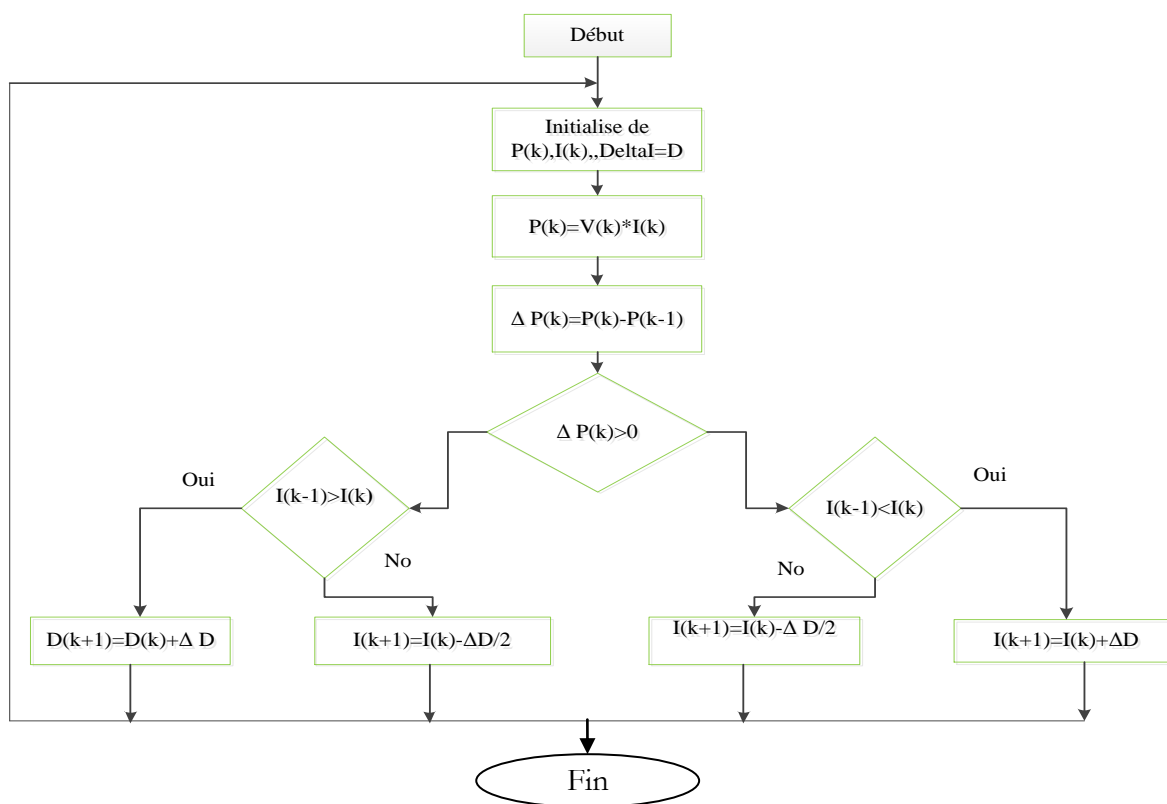 Début
Initialise de
P(k),I(k),,DeltaI=D
P(k)=V(k)*I(k)
Δ P(k)=P(k)-P(k-1)
Δ P(k)>0
Oui
I(k-1)>I(k)
No
I(k-1)<I(k)
Oui
No
D(k+1)=D(k)+Δ D
I(k+1)=I(k)-ΔD/2
I(k+1)=I(k)-Δ D/2
I(k+1)=I(k)+ΔD
Fin